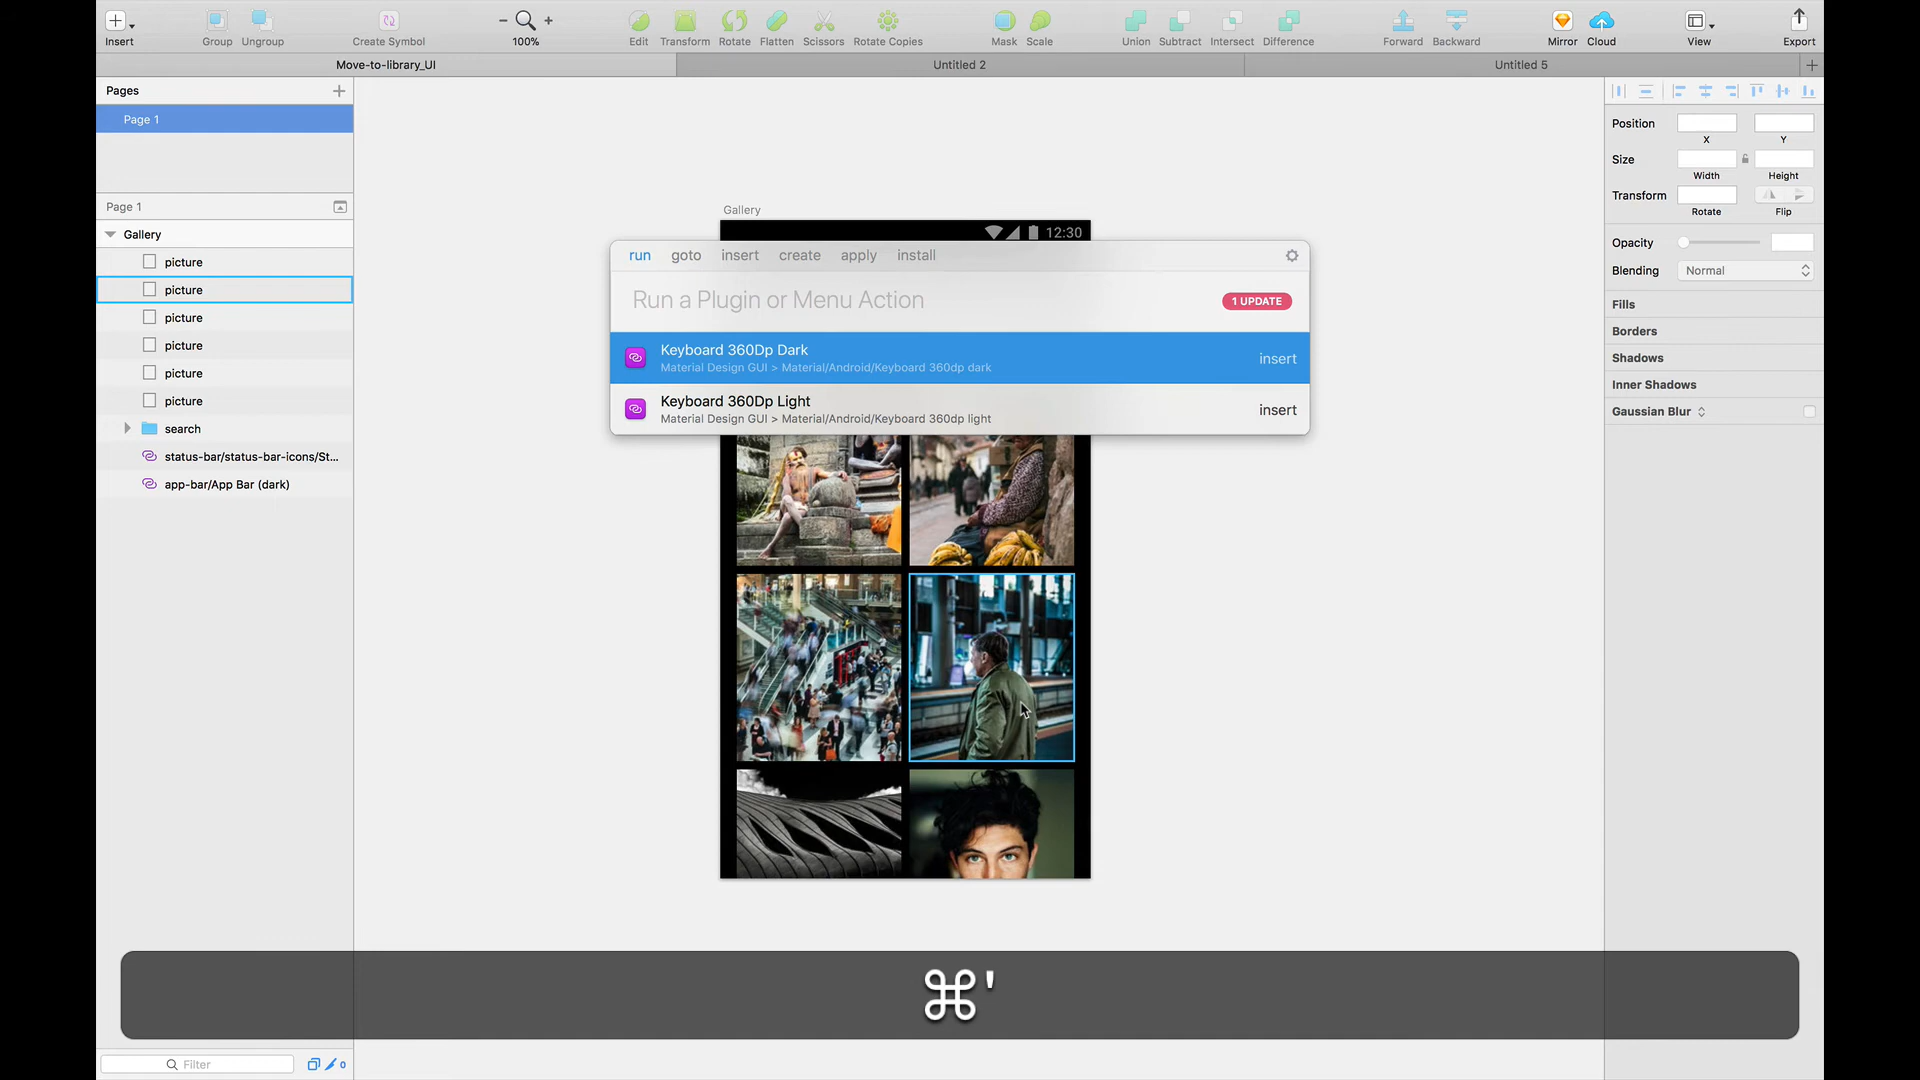 Insert
Group
Ungroup
Create Symbol
100%
Edit
Transform
Rotate
Flatten
Scissors
Rotate Copies
Mask
Scale
Union
Subtract
Intersect
Difference
Forward
Backward
Mirror
Cloud
View
Export
Move-to-library_UI
Untitled 2
Untitled 5
Pages
Page 1
Page 1
Gallery
picture
picture
picture
picture
picture
picture
search
status-bar/status-bar-icons/St...
app-bar/App Bar (dark)
Filter
0
Gallery
12:30
run goto insert create apply install
Run a Plugin or Menu Action
1 UPDATE
Keyboard 360Dp Dark
Material Design GUI > Material/Android/Keyboard 360dp dark
insert
Keyboard 360Dp Light
Material Design GUI > Material/Android/Keyboard 360dp light
insert
Position
X
Y
Size
Width
Height
Transform
Rotate
Flip
Opacity
Blending
Normal
Fills
Borders
Shadows
Inner Shadows
Gaussian Blur
⌘'